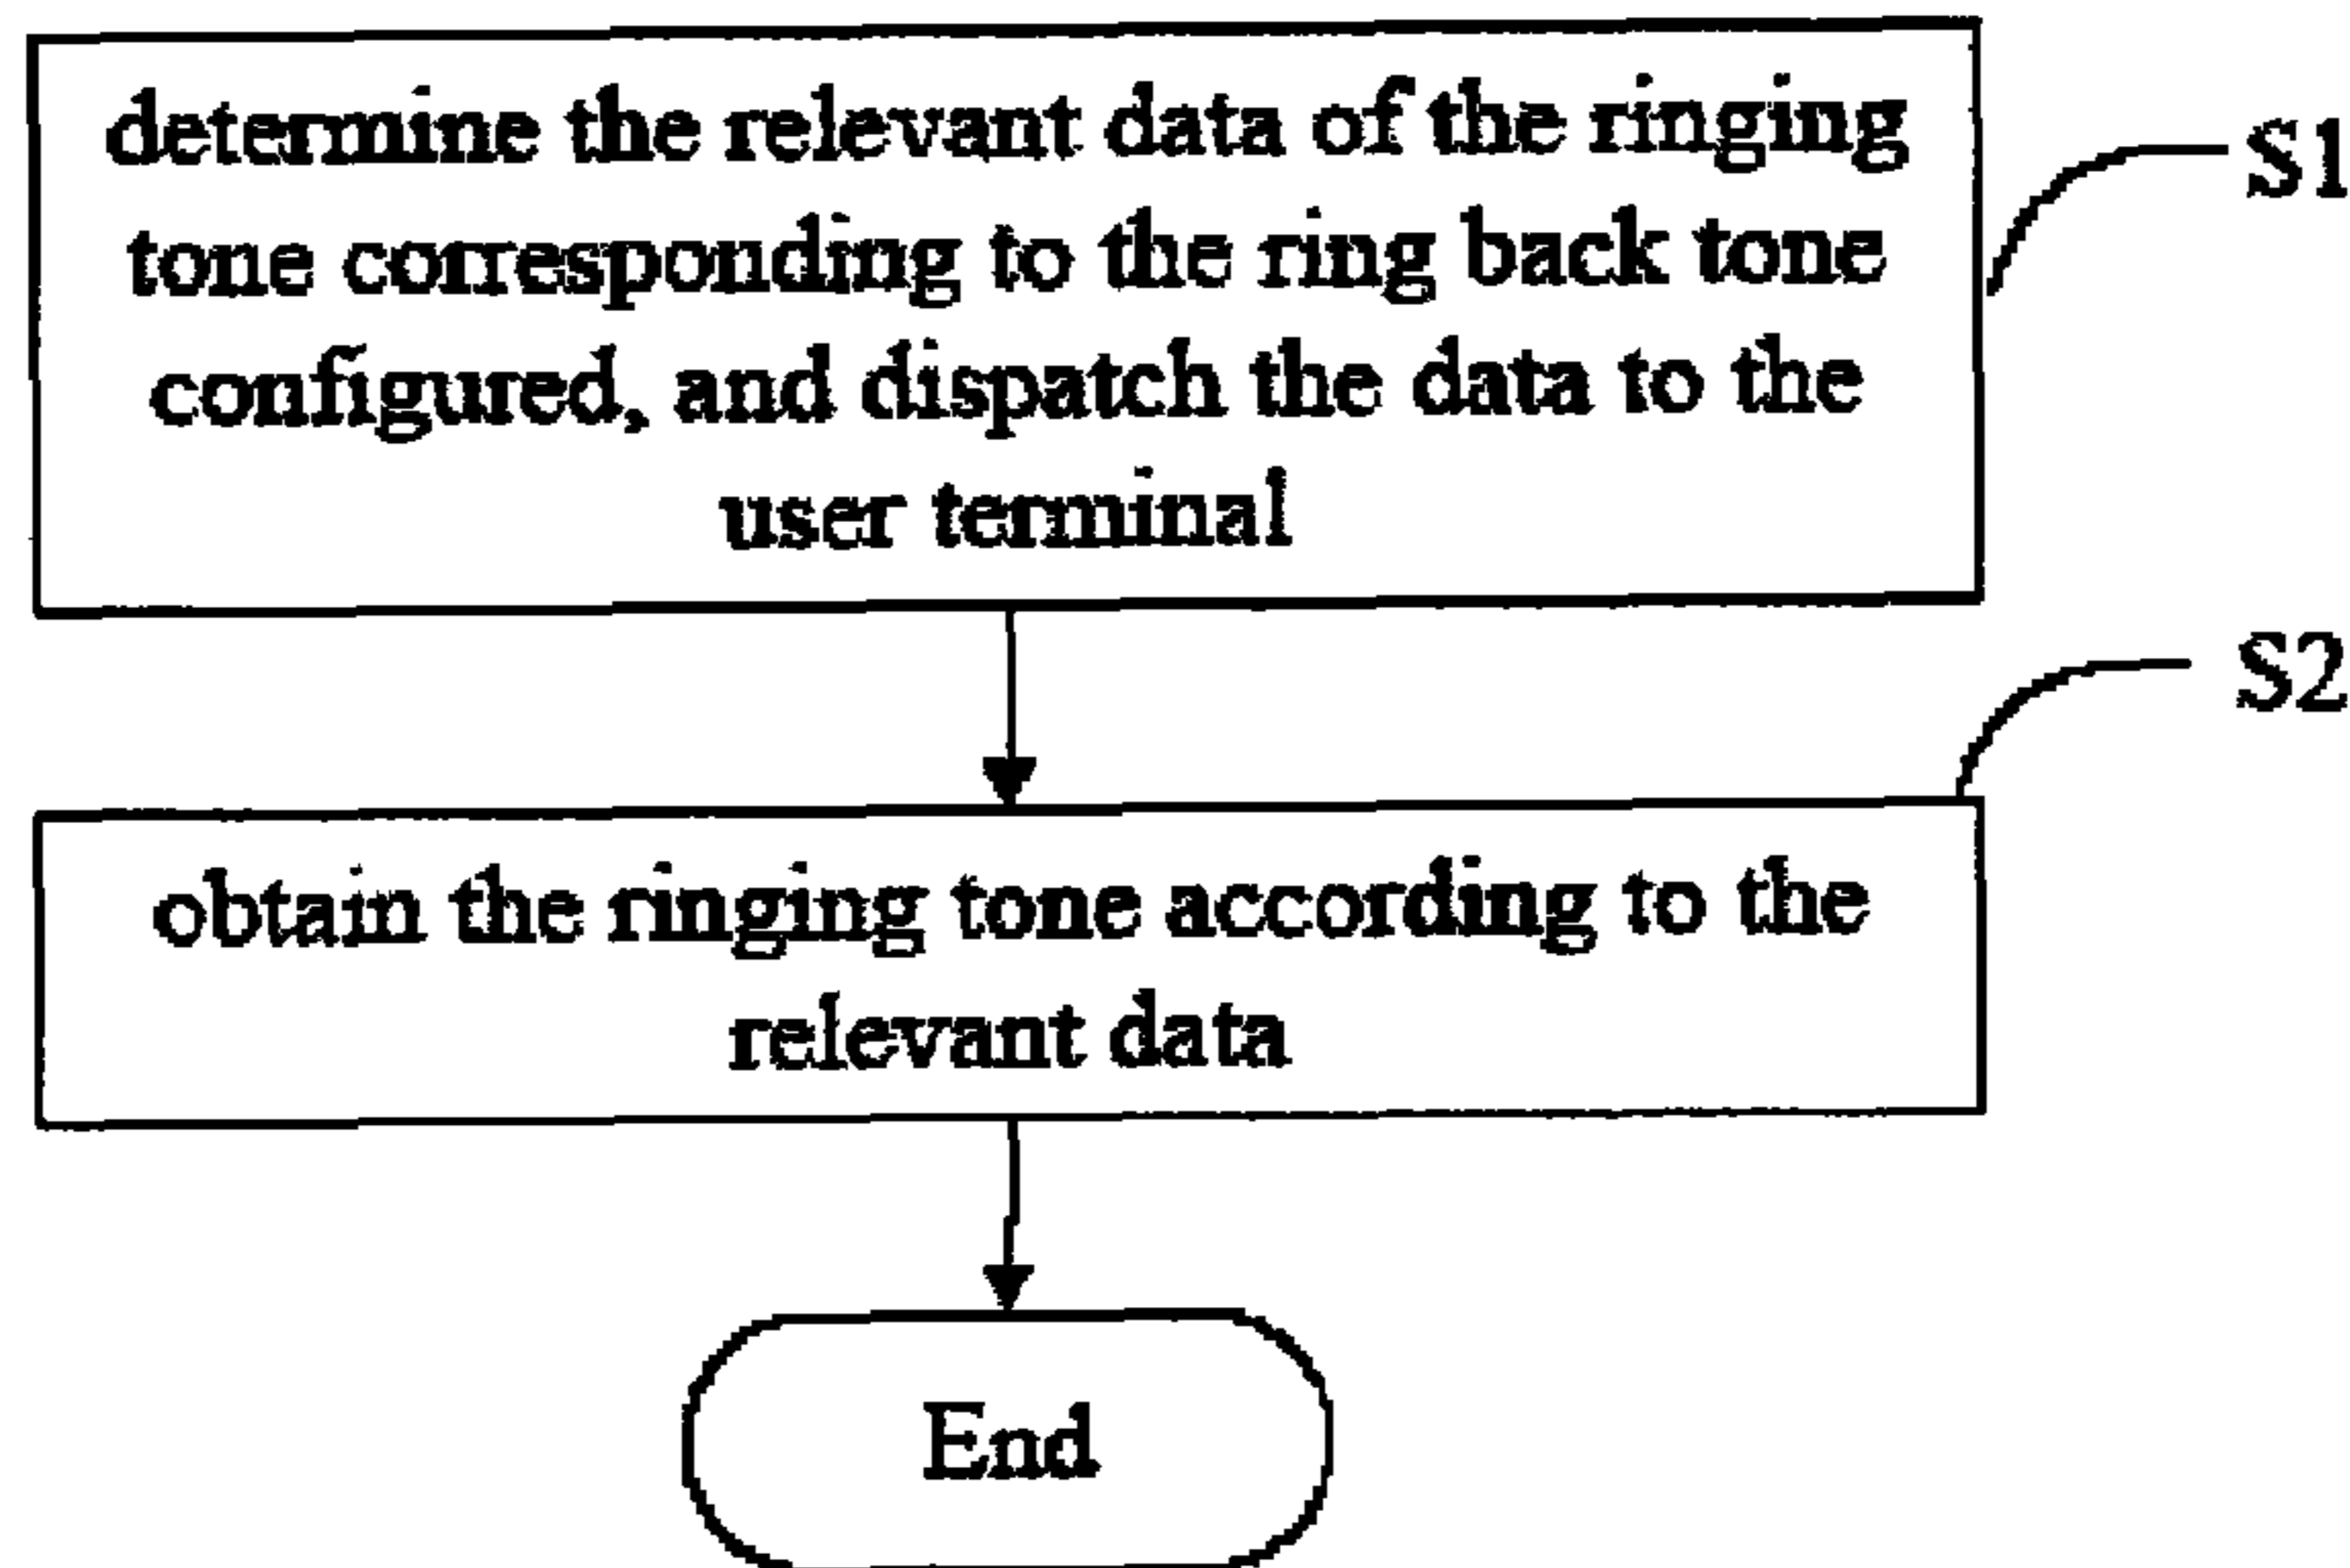 determine the relevant data of the ringing
tone corresponding to the ring back tone
configured, and dispatch the data to the
user terminal
S1
S2
obtain the ringing tone according to the
relevant data
End